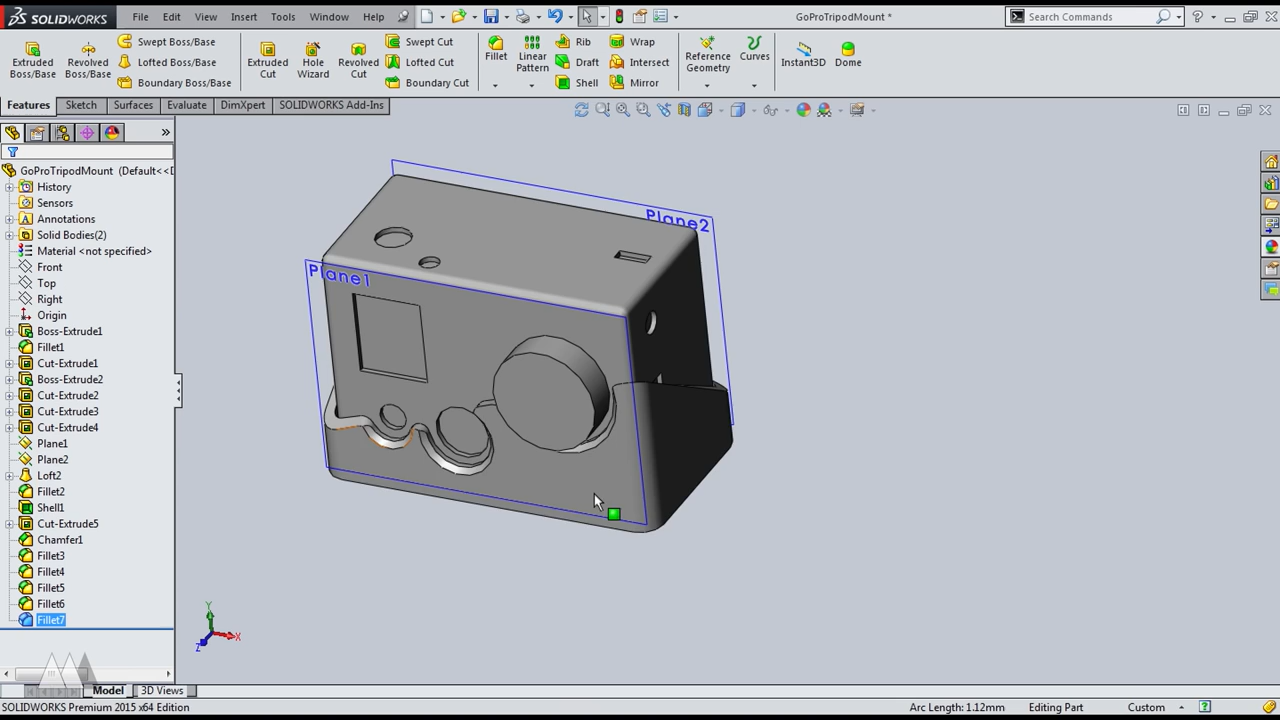 SOLIDWORKS
File Edit View Insert Tools Window Help
GoProTripodMount *
Search Commands
Extruded Boss/Base
Revolved Boss/Base
Swept Boss/Base
Lofted Boss/Base
Boundary Boss/Base
Extruded Cut
Hole Wizard
Revolved Cut
Swept Cut
Lofted Cut
Boundary Cut
Fillet
Linear Pattern
Rib
Draft
Shell
Wrap
Intersect
Mirror
Reference Geometry
Curves
Instant3D
Dome
Features Sketch Surfaces Evaluate DimXpert SOLIDWORKS Add-Ins
GoProTripodMount (Default<<D
History
Sensors
Annotations
Solid Bodies(2)
Material <not specified>
Front
Top
Right
Origin
Boss-Extrude1
Fillet1
Cut-Extrude1
Boss-Extrude2
Cut-Extrude2
Cut-Extrude3
Cut-Extrude4
Plane1
Plane2
Loft2
Fillet2
Shell1
Cut-Extrude5
Chamfer1
Fillet3
Fillet4
Fillet5
Fillet6
Fillet7
Plane2
Plane1
Y
X
Z
Model 3D Views
SOLIDWORKS Premium 2015 x64 Edition
Arc Length: 1.12mm Editing Part Custom